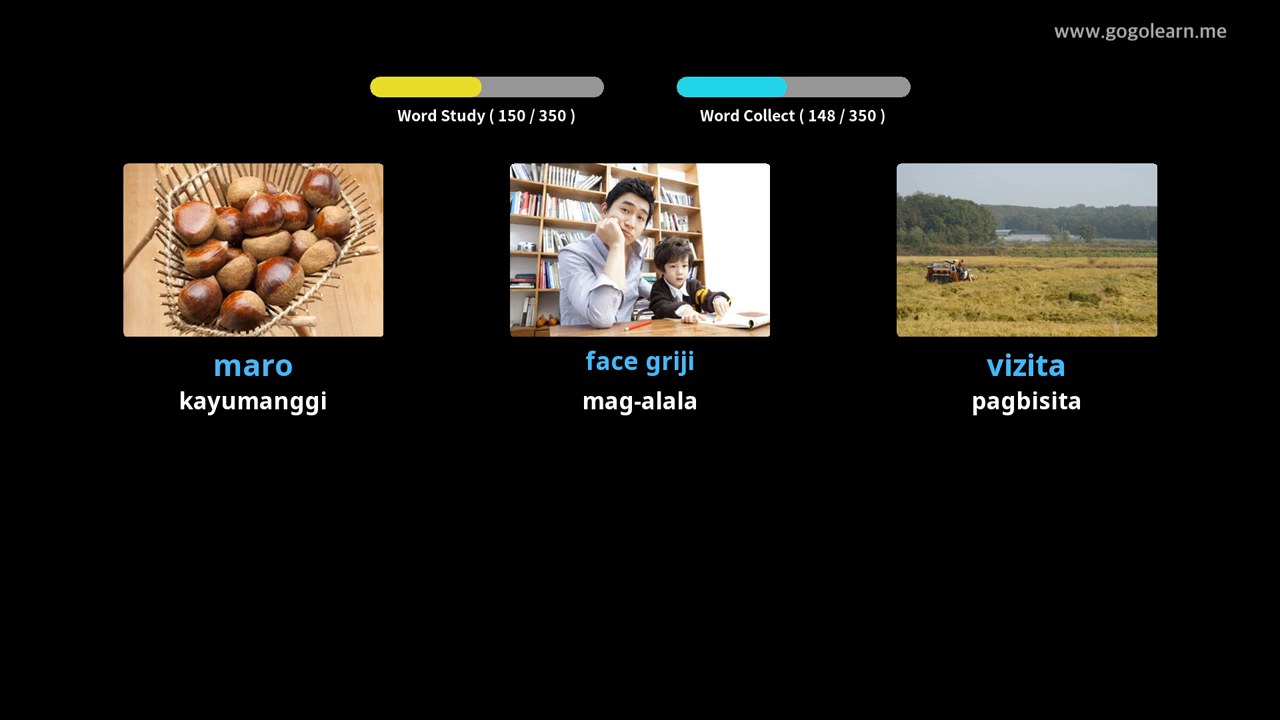 www.gogolearn.me
Word Study ( 150 / 350 )
Word Collect ( 148 / 350 )
maro
kayumanggi
face griji
mag-alala
vizita
pagbisita